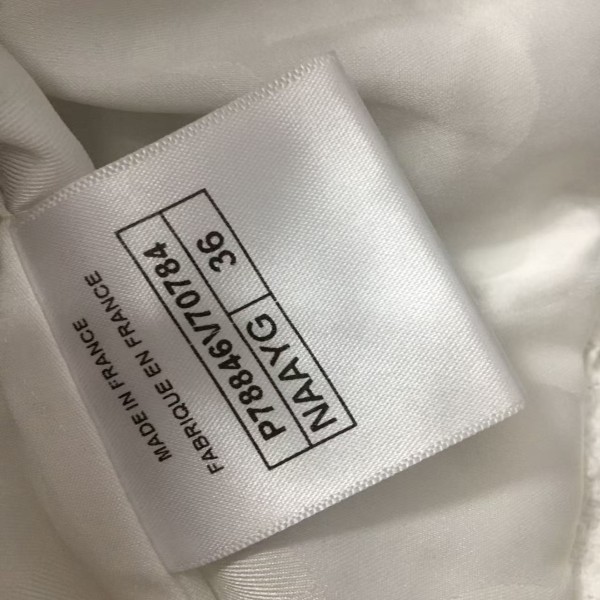 MADE IN FRANCE
FABRIQUE EN FRANCE
P78846V70784
NAAYG 36